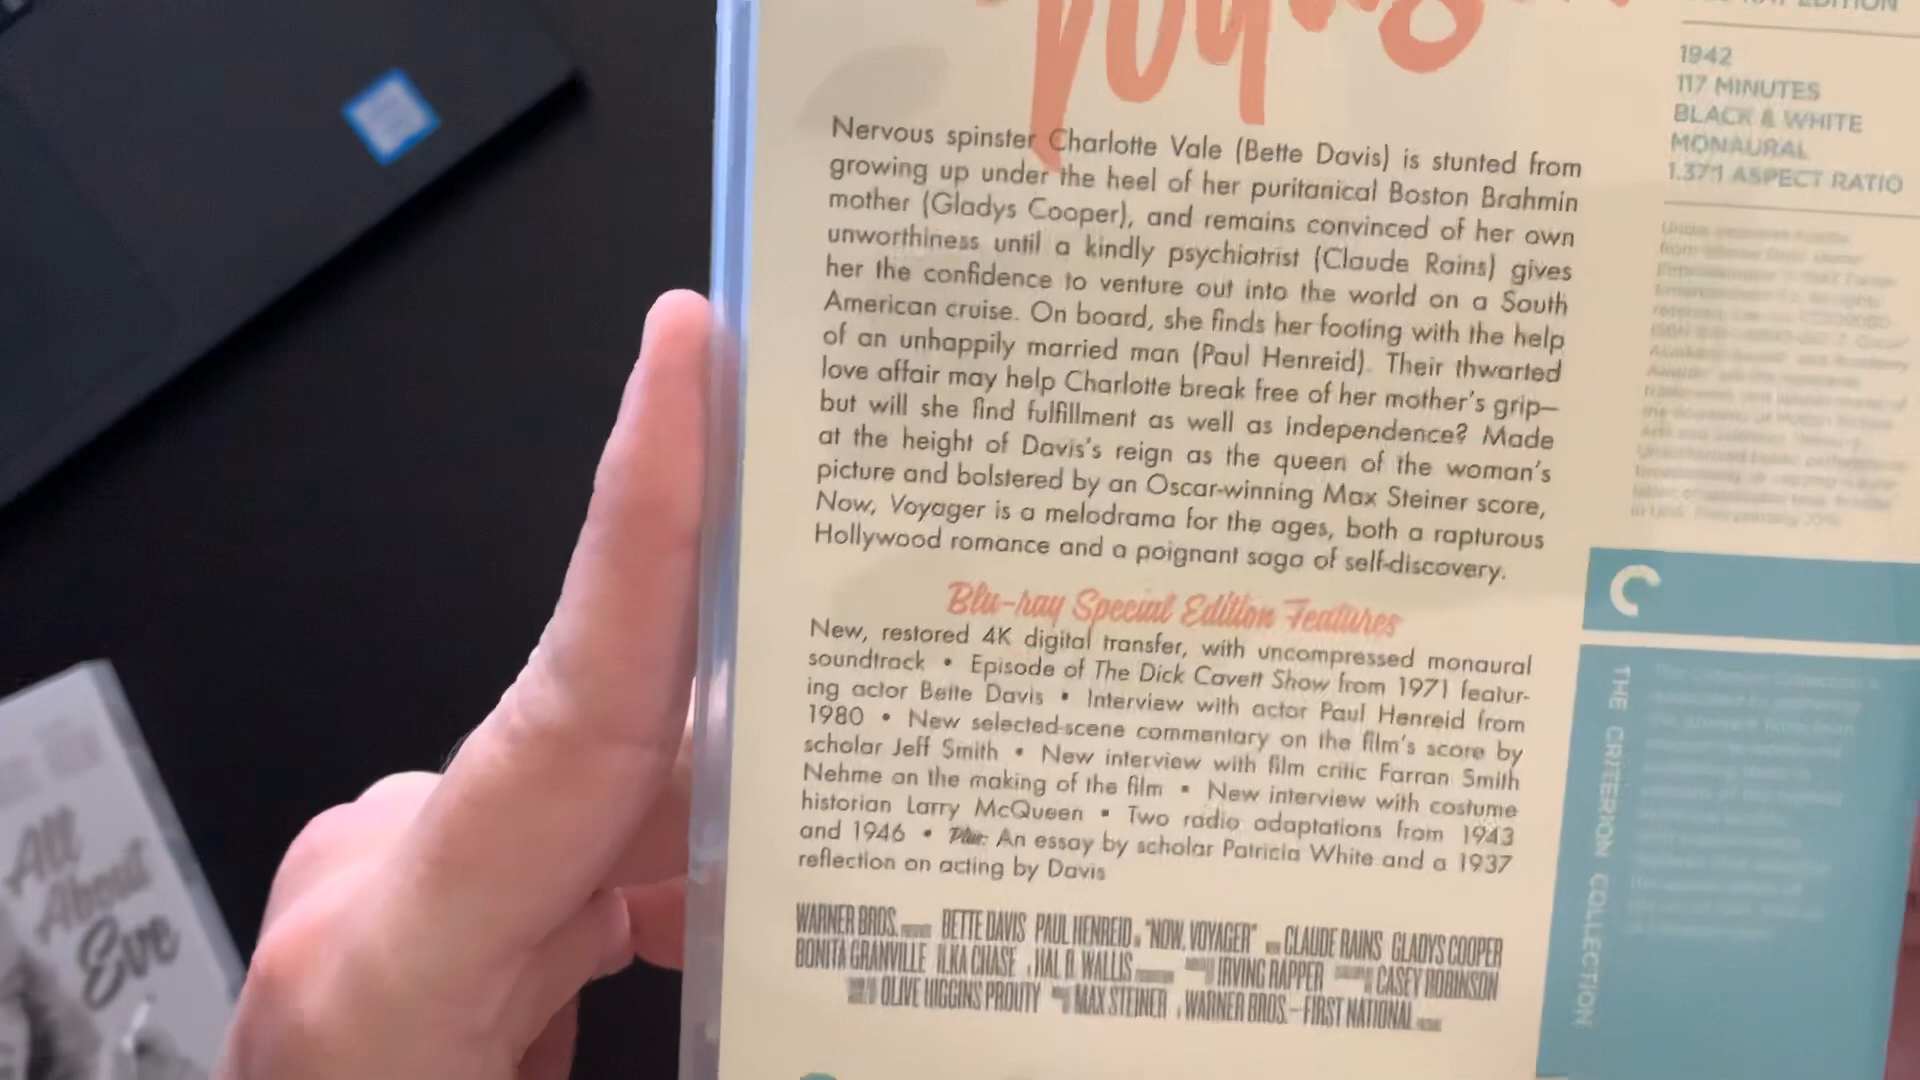 1942
117 MINUTES
BLACK & WHITE
MONAURAL
1.37:1 ASPECT RATIO
Nervous spinster Charlotte Vale (Bette Davis) is stunted from
growing up under the heel of her puritanical Boston Brahmin
mother (Gladys Cooper), and remains convinced of her own
unworthiness until a kindly psychiatrist (Claude Rains) gives
her the confidence to venture out into the world on a South
American cruise. On board, she finds her footing with the help
of an unhappily married man (Paul Henreid). Their thwarted
love affair may help Charlotte break free of her mother's grip—
but will she find fulfillment as well as independence? Made
at the height of Davis's reign as the queen of the woman's
picture and bolstered by an Oscar-winning Max Steiner score,
Now, Voyager is a melodrama for the ages, both a rapturous
Hollywood romance and a poignant saga of self-discovery.
Blu-ray Special Edition Features
New, restored 4K digital transfer, with uncompressed monaural
soundtrack • Episode of The Dick Cavett Show from 1971 featur-
ing actor Bette Davis • Interview with actor Paul Henreid from
1980 • New selected-scene commentary on the film's score by
scholar Jeff Smith • New interview with film critic Farran Smith
Nehme on the making of the film • New interview with costume
historian Larry McQueen • Two radio adaptations from 1943
and 1946 • Plus: An essay by scholar Patricia White and a 1937
reflection on acting by Davis
WARNER BROS. BETTE DAVIS PAUL HENREID "NOW, VOYAGER" CLAUDE RAINS GLADYS COOPER
BONITA GRANVILLE ILKA CHASE HAL B. WALLIS IRVING RAPPER CASEY ROBINSON
OLIVE HIGGINS PROUTY MAX STEINER WARNER BROS.–FIRST NATIONAL
THE CRITERION COLLECTION
All
About
Eve